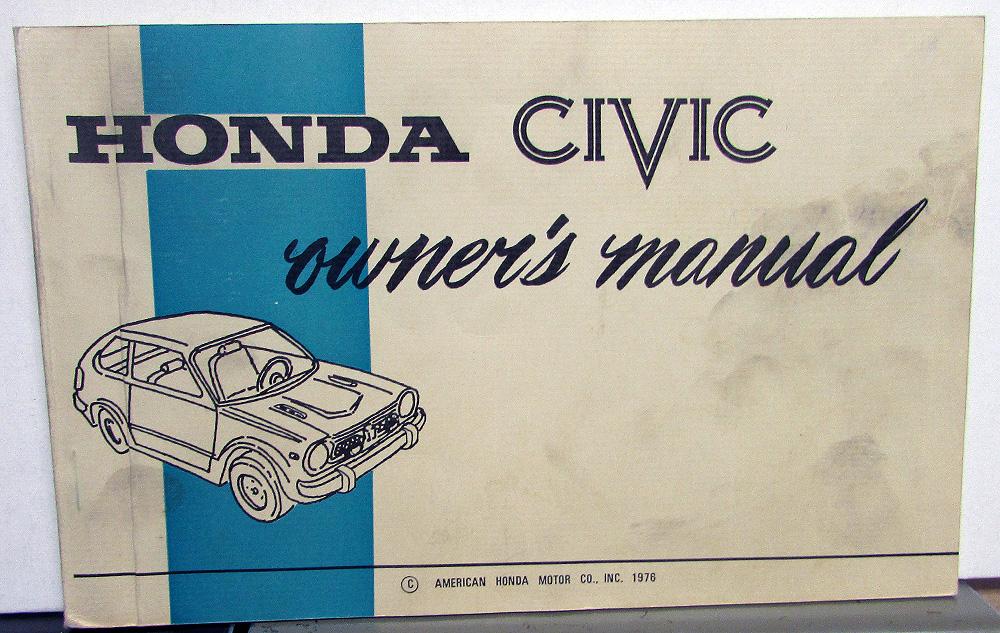 HONDA CIVIC
owner's manual
© AMERICAN HONDA MOTOR CO., INC. 1976